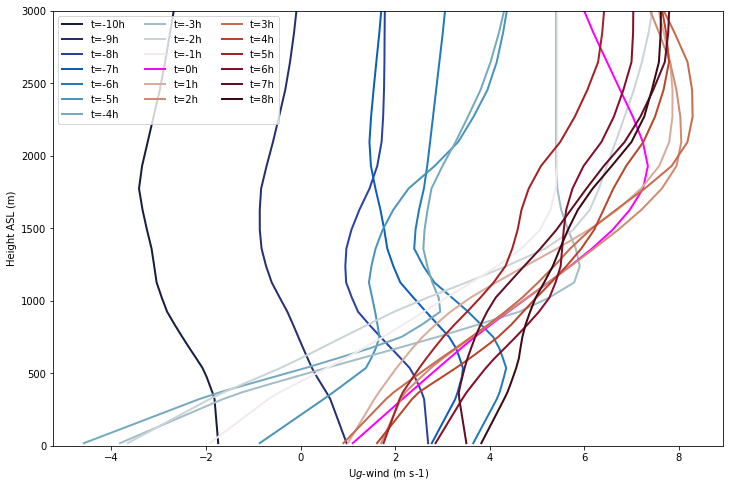 3000
2500
2000
1500
1000
500
0
Height ASL (m)
t=-10h t=-3h t=3h
t=-9h t=-2h t=4h
t=-8h t=-1h t=5h
t=-7h t=0h t=6h
t=-6h t=1h t=7h
t=-5h t=2h t=8h
t=-4h
−4 −2 0 2 4 6 8
Ug-wind (m s-1)